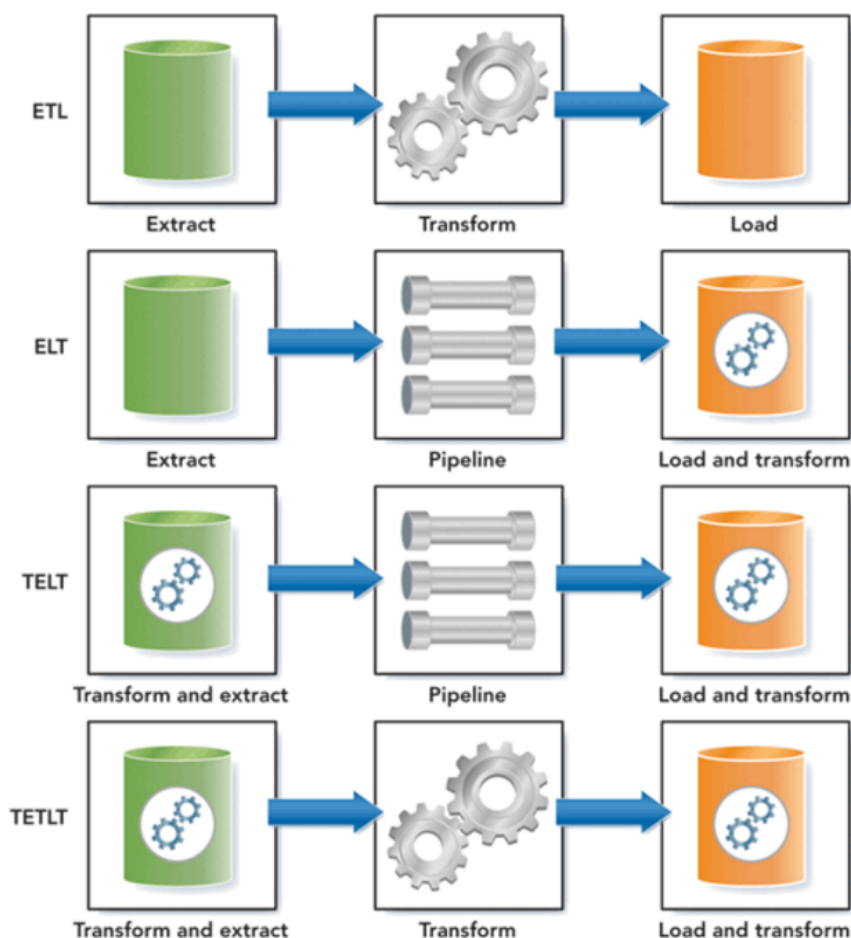 ETL
Extract
Transform
Load
ELT
Extract
Pipeline
Load and transform
TELT
Transform and extract
Pipeline
Load and transform
TETLT
Transform and extract
Transform
Load and transform